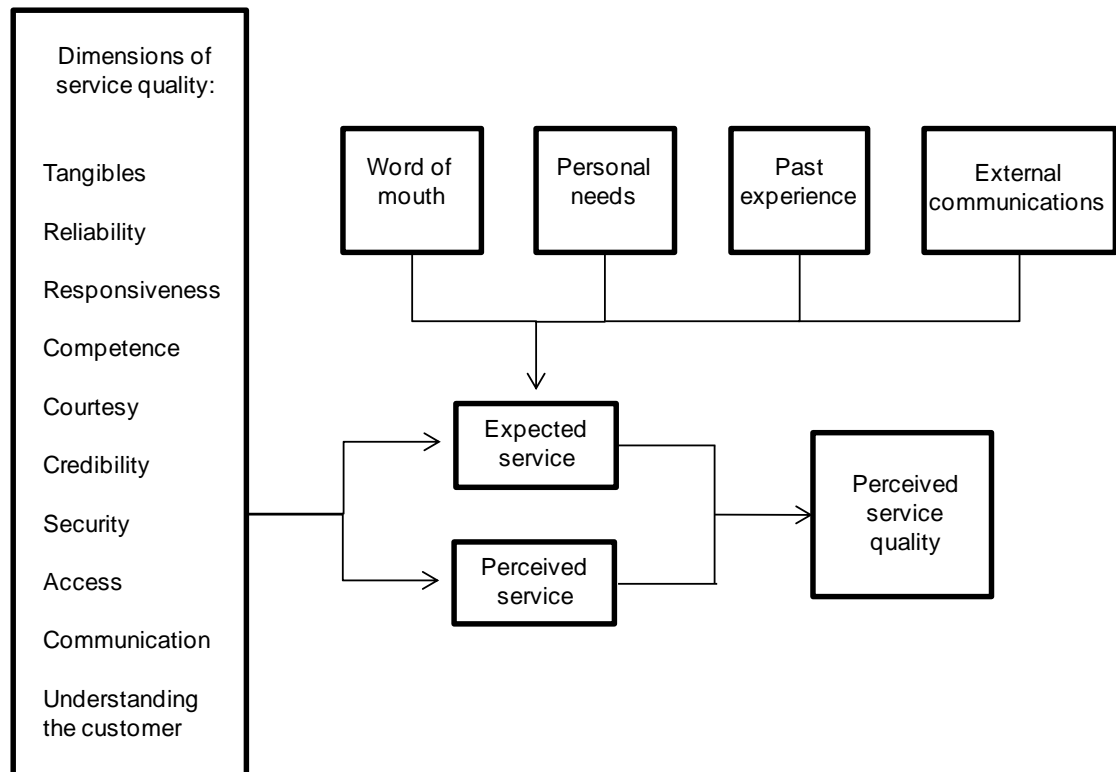 Dimensions of
service quality:
Tangibles
Reliability
Responsiveness
Competence
Courtesy
Credibility
Security
Access
Communication
Understanding
the customer
Word of
mouth
Personal
needs
Past
experience
External
communications
Expected
service
Perceived
service
Perceived
service
quality